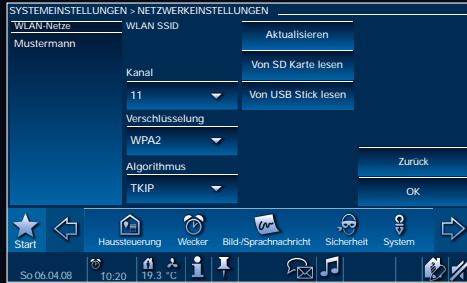 SYSTEMEINSTELLUNGEN > NETZWERKEINSTELLUNGEN
WLAN-Netze
Mustermann
WLAN SSID
Kanal
11
Verschlüsselung
WPA2
Algorithmus
TKIP
Aktualisieren
Von SD Karte lesen
Von USB Stick lesen
Zurück
OK
Start
Haussteuerung
Wecker
Bild-/Sprachnachricht
Sicherheit
System
So 06.04.08
10:20
19.3 °C